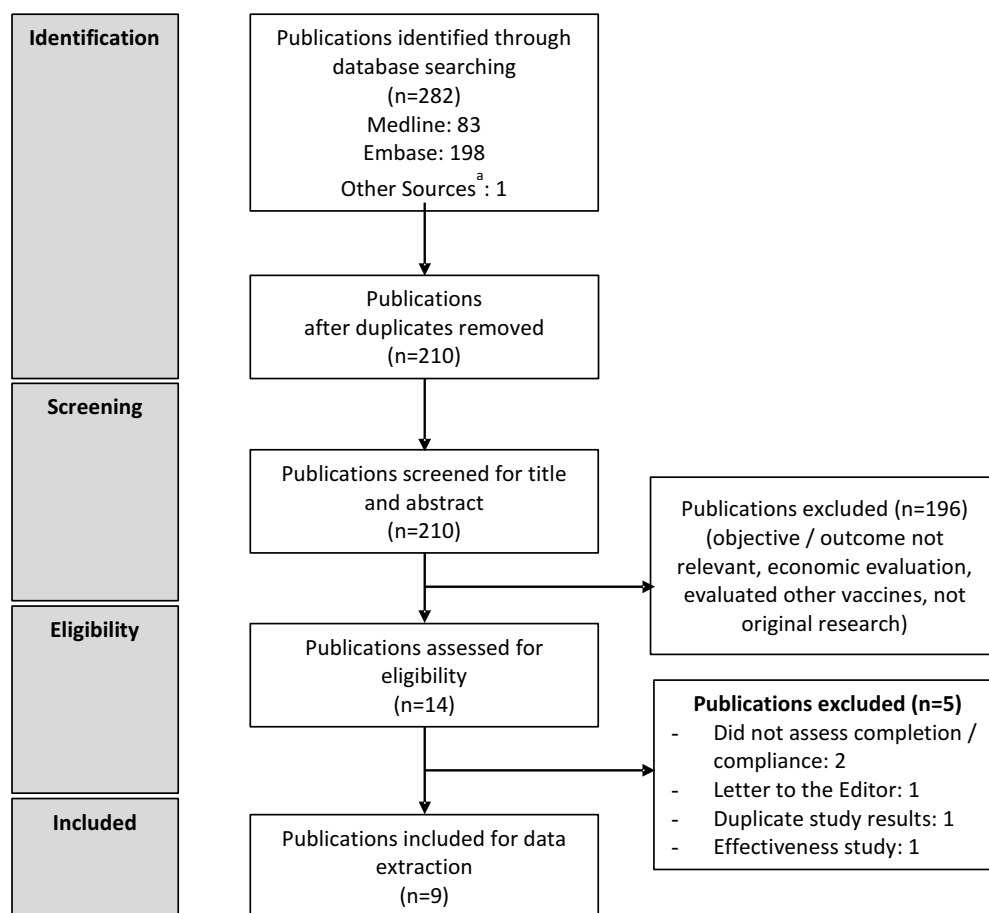 Identification
Publications identified through
database searching
(n=282)
Medline: 83
Embase: 198
Other Sources a: 1
Publications
after duplicates removed
(n=210)
Screening
Publications screened for title
and abstract
(n=210)
Publications excluded (n=196)
(objective / outcome not
relevant, economic evaluation,
evaluated other vaccines, not
original research)
Eligibility
Publications assessed for
eligibility
(n=14)
Publications excluded (n=5)
- Did not assess completion /
compliance: 2
- Letter to the Editor: 1
- Duplicate study results: 1
- Effectiveness study: 1
Included
Publications included for data
extraction
(n=9)